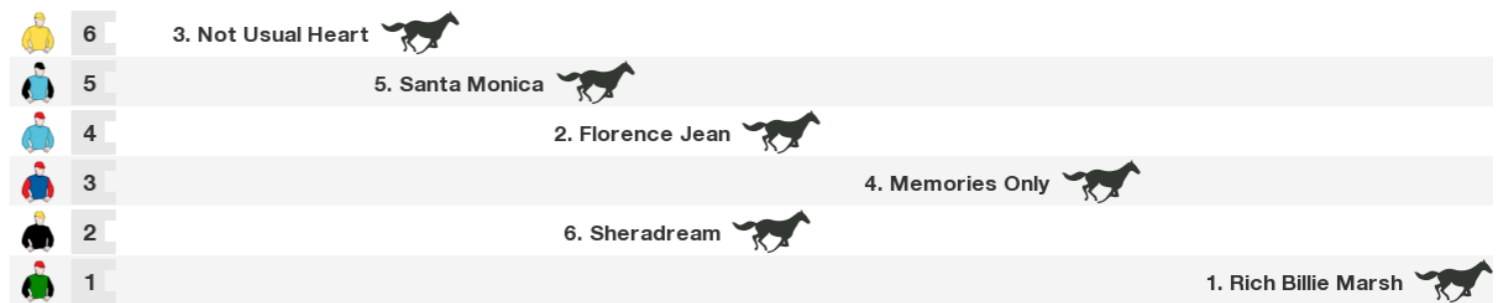 6 3. Not Usual Heart
5 5. Santa Monica
4 2. Florence Jean
3 4. Memories Only
2 6. Sheradream
1 1. Rich Billie Marsh